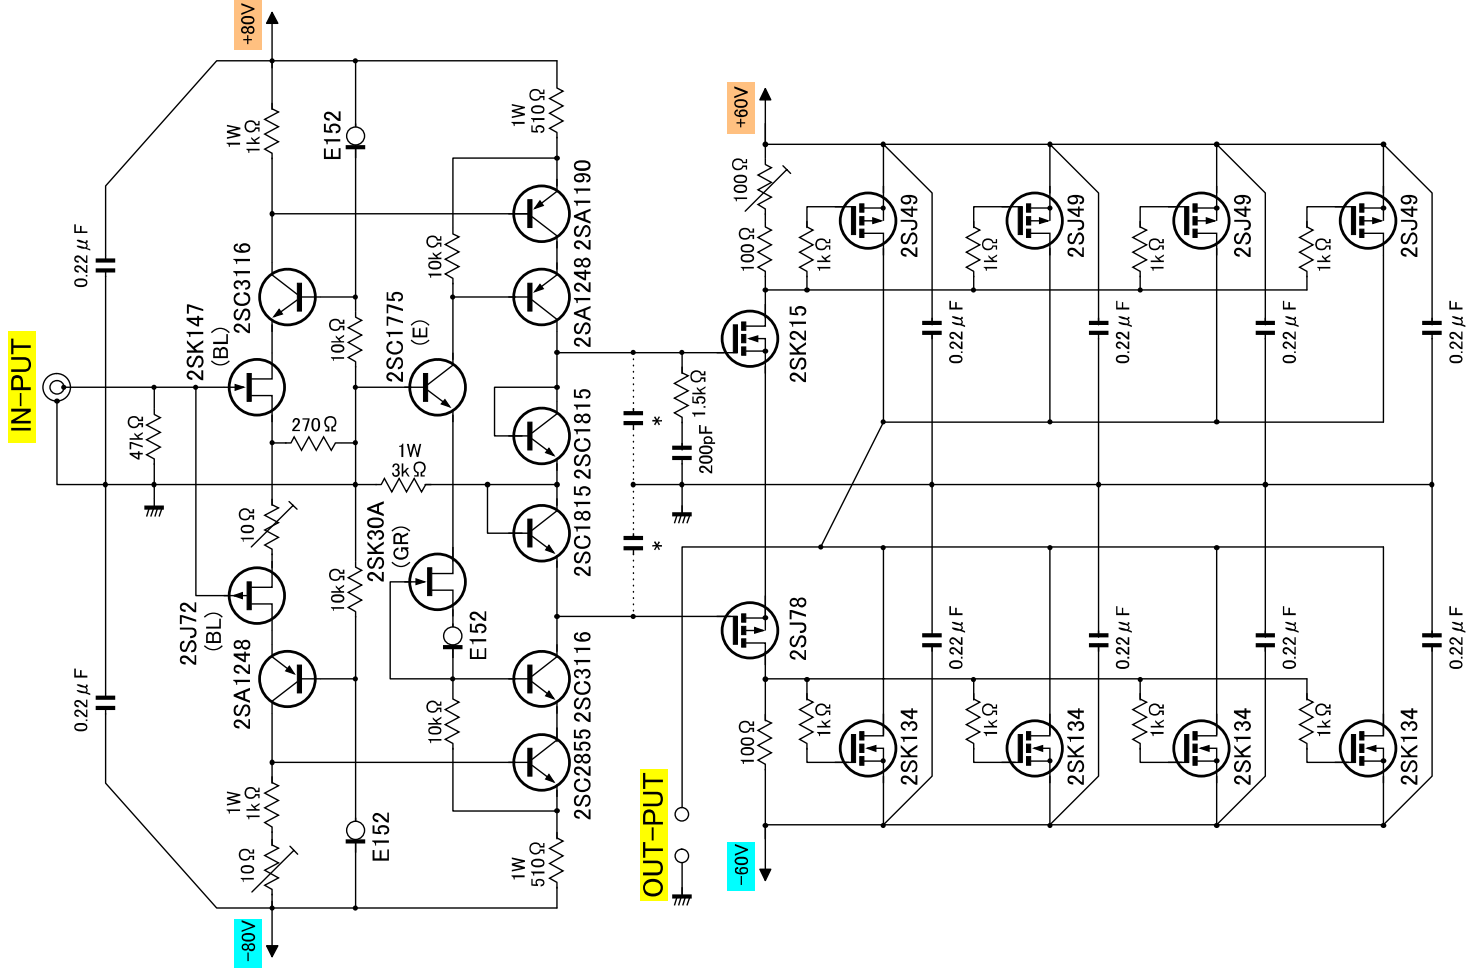 IN-PUT
+80V
0.22μF
1W
1kΩ
E152
1W
510Ω
2SC3116
2SK147
(BL)
10kΩ
10kΩ
2SA1190
2SA1248
2SC1775
(E)
47kΩ
270Ω
1W
3kΩ
2SC1815
2SC1815
10Ω
2SK30A
(GR)
2SJ72
(BL)
10kΩ
E152
2SA1248
0.22μF
10kΩ
2SC3116
2SC2855
1W
1kΩ
10Ω
E152
1W
510Ω
-80V
+60V
100Ω
100Ω
1kΩ
2SJ49
1kΩ
2SJ49
1kΩ
2SJ49
1kΩ
2SJ49
2SK215
0.22μF
0.22μF
0.22μF
0.22μF
*
1.5kΩ
200pF
*
2SJ78
0.22μF
0.22μF
0.22μF
0.22μF
100Ω
1kΩ
2SK134
1kΩ
2SK134
1kΩ
2SK134
1kΩ
2SK134
OUT-PUT
-60V